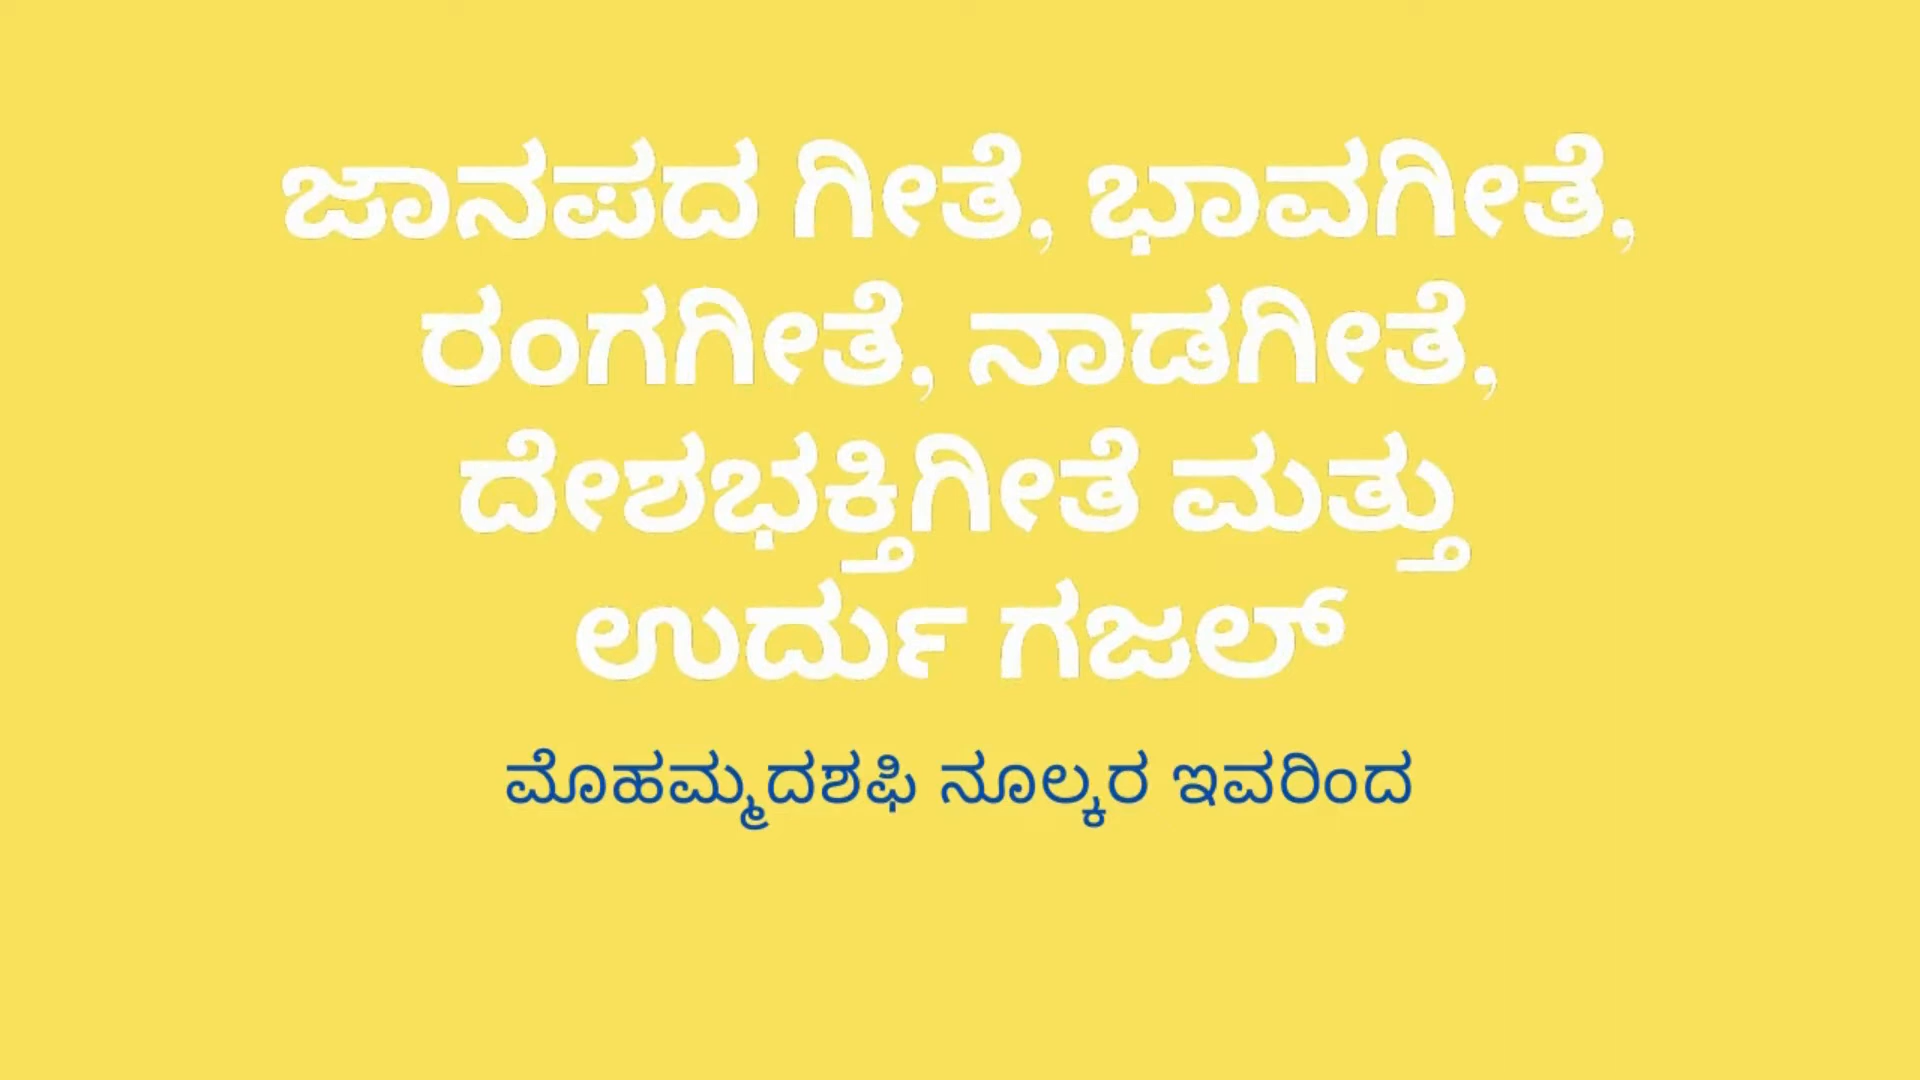 ಜಾನಪದ ಗೀತೆ, ಭಾವಗೀತೆ,
ರಂಗಗೀತೆ, ನಾಡಗೀತೆ,
ದೇಶಭಕ್ತಿಗೀತೆ ಮತ್ತು
ಉರ್ದು ಗಜಲ್
ಮೊಹಮ್ಮದಶಫಿ ನೂಲ್ಕರ ಇವರಿಂದ